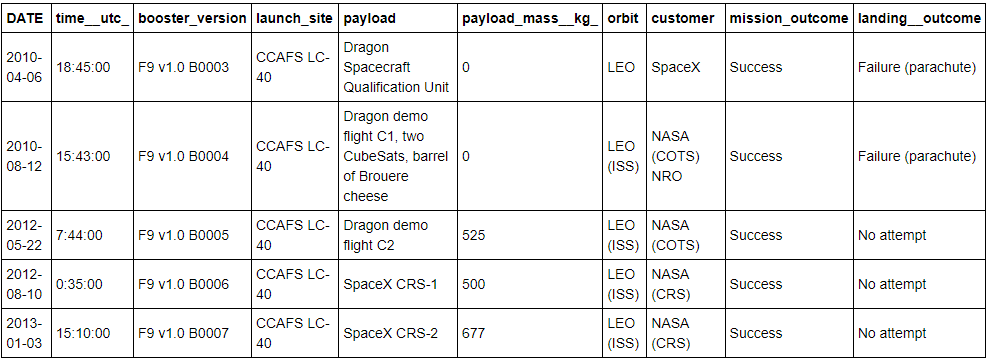 DATE time__utc_ booster_version launch_site payload payload_mass__kg_ orbit customer mission_outcome landing__outcome
2010-04-06 18:45:00 F9 v1.0 B0003 CCAFS LC-40 Dragon Spacecraft Qualification Unit 0 LEO SpaceX Success Failure (parachute)
2010-08-12 15:43:00 F9 v1.0 B0004 CCAFS LC-40 Dragon demo flight C1, two CubeSats, barrel of Brouere cheese 0 LEO (ISS) NASA (COTS) NRO Success Failure (parachute)
2012-05-22 7:44:00 F9 v1.0 B0005 CCAFS LC-40 Dragon demo flight C2 525 LEO (ISS) NASA (COTS) Success No attempt
2012-08-10 0:35:00 F9 v1.0 B0006 CCAFS LC-40 SpaceX CRS-1 500 LEO (ISS) NASA (CRS) Success No attempt
2013-01-03 15:10:00 F9 v1.0 B0007 CCAFS LC-40 SpaceX CRS-2 677 LEO (ISS) NASA (CRS) Success No attempt